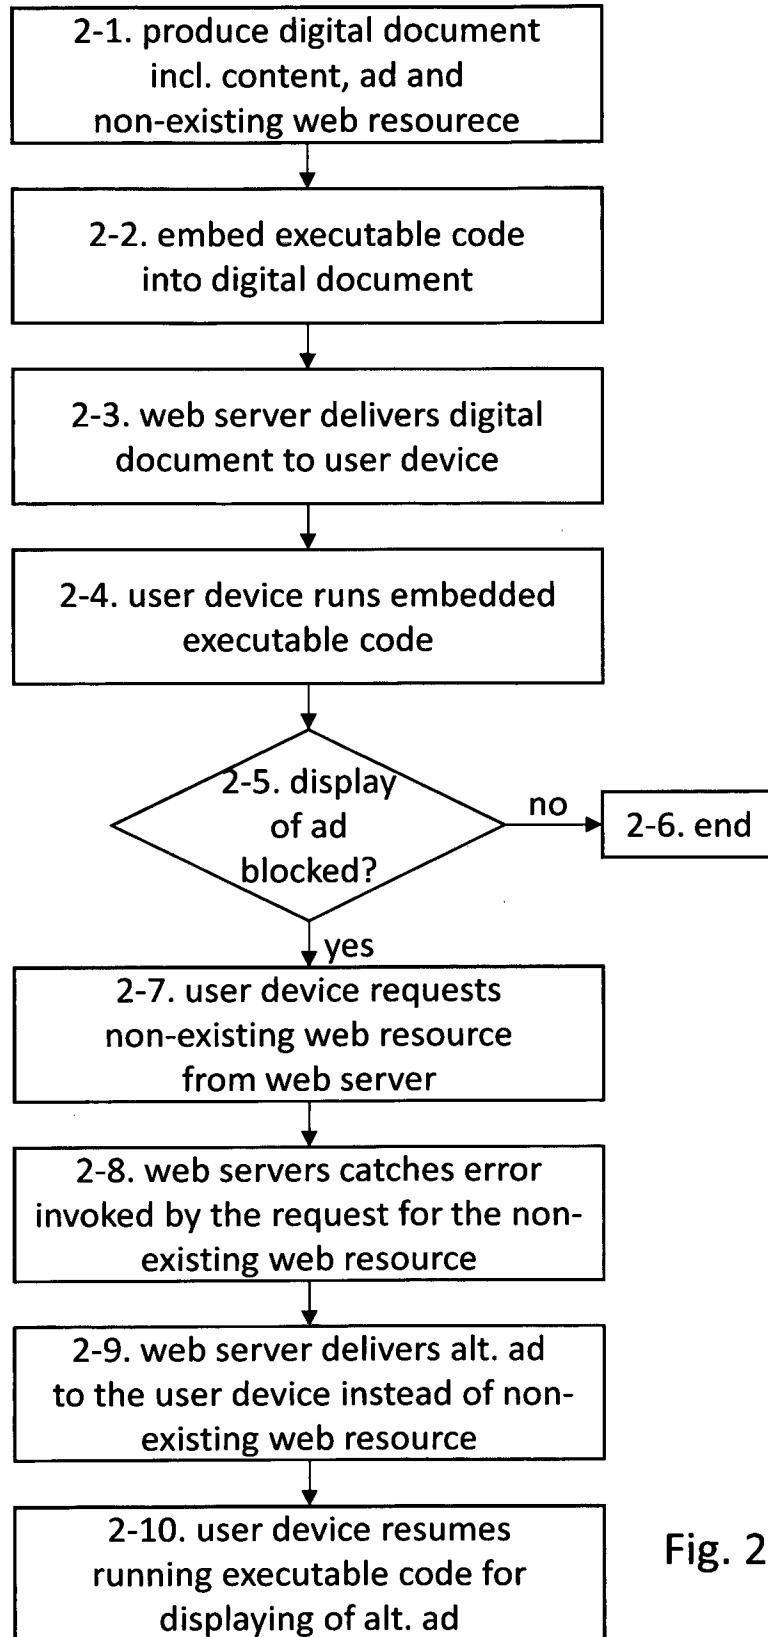 2-1. produce digital document
incl. content, ad and
non-existing web resourece
2-2. embed executable code
into digital document
2-3. web server delivers digital
document to user device
2-4. user device runs embedded
executable code
2-5. display
of ad
blocked?
no
2-6. end
yes
2-7. user device requests
non-existing web resource
from web server
2-8. web servers catches error
invoked by the request for the non-
existing web resource
2-9. web server delivers alt. ad
to the user device instead of non-
existing web resource
2-10. user device resumes
running executable code for
displaying of alt. ad
Fig. 2